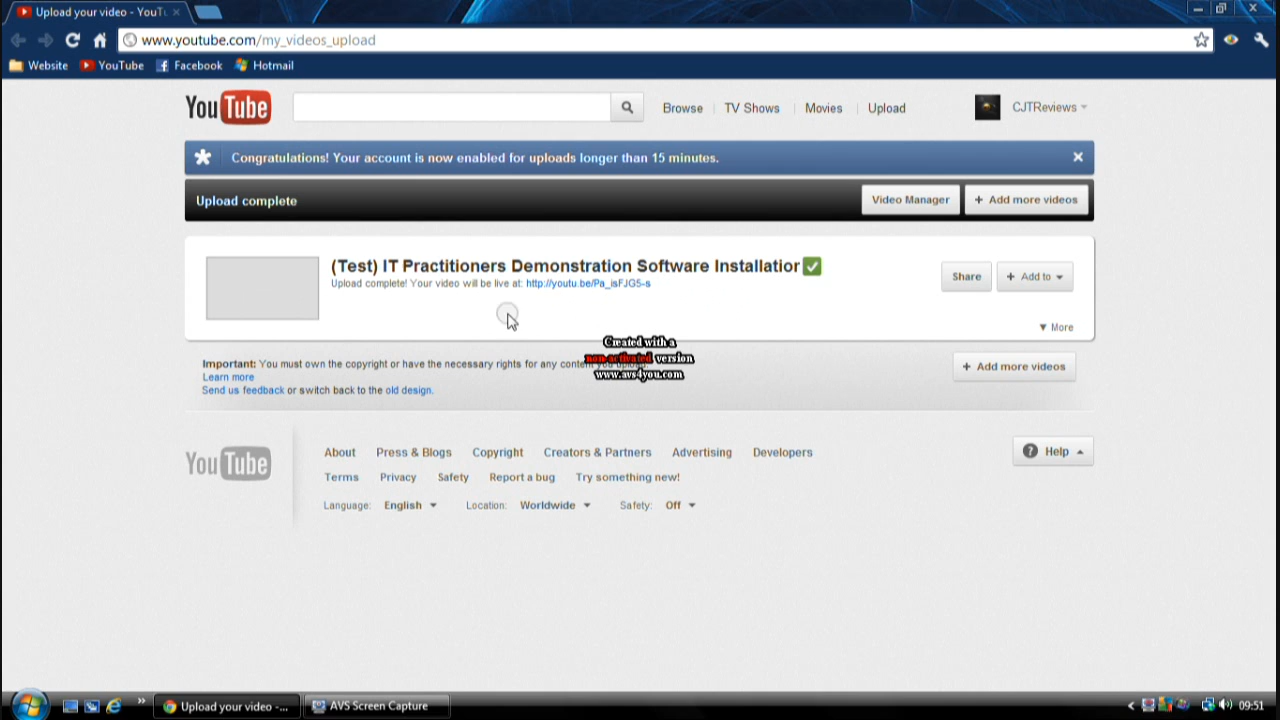 Upload your video - YouTu
www.youtube.com/my_videos_upload
Website YouTube Facebook Hotmail
YouTube Browse TV Shows Movies Upload CJTReviews
Congratulations! Your account is now enabled for uploads longer than 15 minutes.
Upload complete Video Manager + Add more videos
(Test) IT Practitioners Demonstration Software Installation
Upload complete! Your video will be live at: http://youtu.be/Pa_isFJG5-s
Share + Add to
More
Created with a
non-activated version
www.avs4you.com
Important: You must own the copyright or have the necessary rights for any content you upload.
Learn more
Send us feedback or switch back to the old design.
+ Add more videos
YouTube About Press & Blogs Copyright Creators & Partners Advertising Developers
Help
Terms Privacy Safety Report a bug Try something new!
Language: English Location: Worldwide Safety: Off
Upload your video -... AVS Screen Capture 09:51